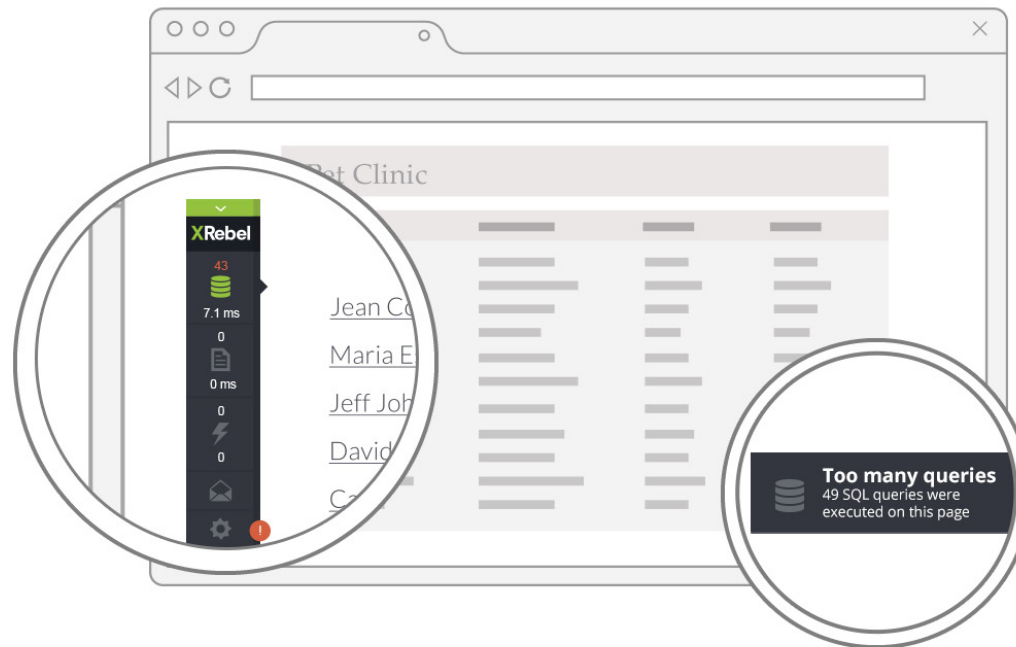 Pet Clinic
XRebel
43
7.1 ms
0
0 ms
0
0
Jean Co
Maria E
Jeff Joh
David
Ca
!
Too many queries
49 SQL queries were
executed on this page